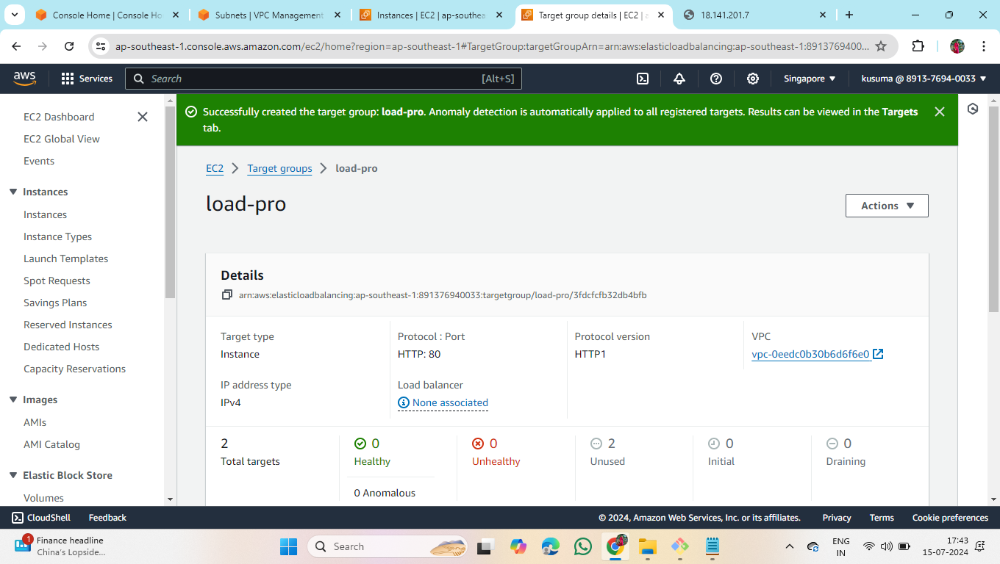 Console Home | Console Ho
Subnets | VPC Management
Instances | EC2 | ap-southea
Target group details | EC2 | a
18.141.201.7
ap-southeast-1.console.aws.amazon.com/ec2/home?region=ap-southeast-1#TargetGroup:targetGroupArn=arn:aws:elasticloadbalancing:ap-southeast-1:8913769400...
aws
Services
Search
[Alt+S]
Singapore
kusuma @ 8913-7694-0033
EC2 Dashboard
EC2 Global View
Events
Instances
Instances
Instance Types
Launch Templates
Spot Requests
Savings Plans
Reserved Instances
Dedicated Hosts
Capacity Reservations
Images
AMIs
AMI Catalog
Elastic Block Store
Volumes
Successfully created the target group: load-pro. Anomaly detection is automatically applied to all registered targets. Results can be viewed in the Targets
tab.
EC2
Target groups
load-pro
load-pro
Actions
Details
arn:aws:elasticloadbalancing:ap-southeast-1:891376940033:targetgroup/load-pro/3fdcfcfb32db4bfb
Target type
Instance
Protocol : Port
HTTP: 80
Protocol version
HTTP1
VPC
vpc-0eedc0b30b6d6f6e0
IP address type
IPv4
Load balancer
None associated
2
Total targets
0
Healthy
0 Anomalous
0
Unhealthy
2
Unused
0
Initial
0
Draining
CloudShell
Feedback
© 2024, Amazon Web Services, Inc. or its affiliates.
Privacy
Terms
Cookie preferences
1
Finance headline
China's Lopside...
Search
ENG
IN
17:43
15-07-2024